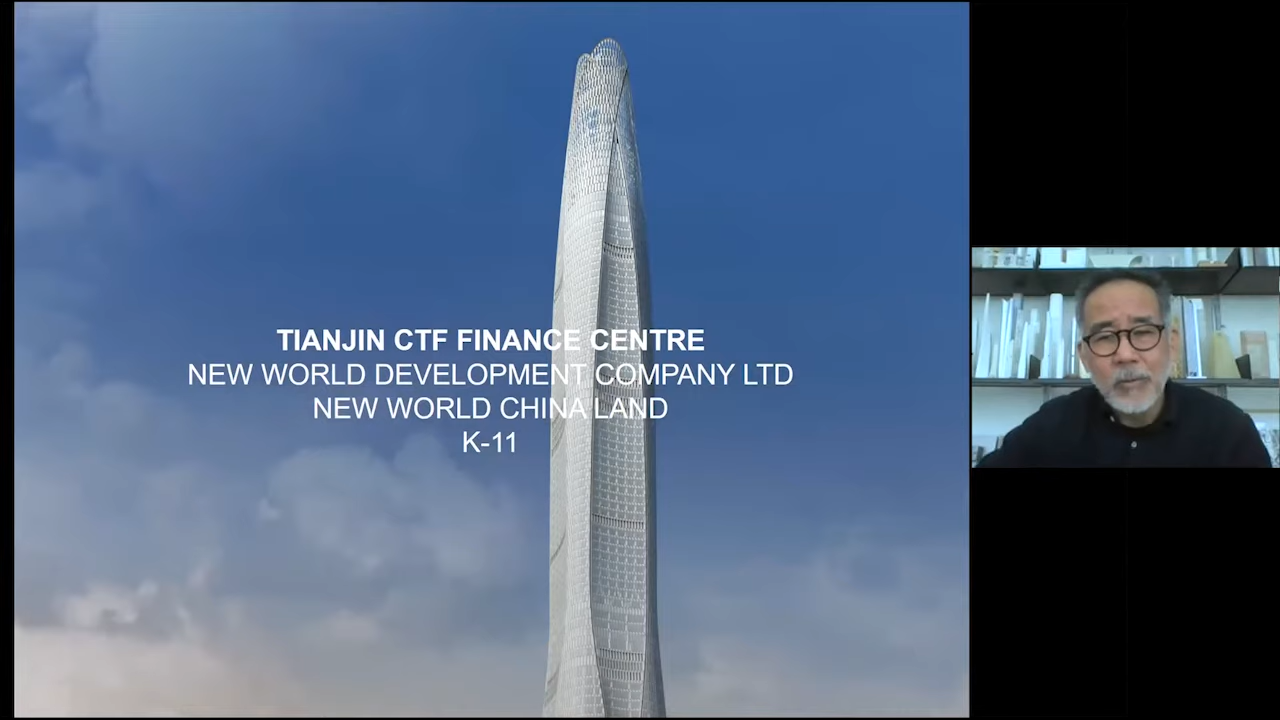 TIANJIN CTF FINANCE CENTRE
NEW WORLD DEVELOPMENT COMPANY LTD
NEW WORLD CHINA LAND
K-11